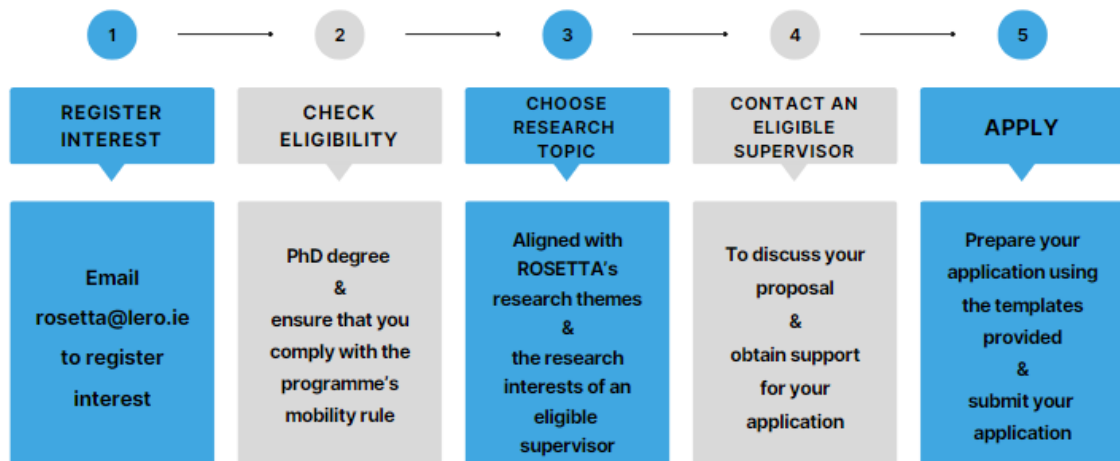 1
2
3
4
5
REGISTER
INTEREST
CHECK
ELIGIBILITY
CHOOSE
RESEARCH
TOPIC
CONTACT AN
ELIGIBLE
SUPERVISOR
APPLY
Email
rosetta@lero.ie
to register
interest
PhD degree
&
ensure that you
comply with the
programme's
mobility rule
Aligned with
ROSETTA's
research themes
&
the research
interests of an
eligible
supervisor
To discuss your
proposal
&
obtain support
for your
application
Prepare your
application using
the templates
provided
&
submit your
application